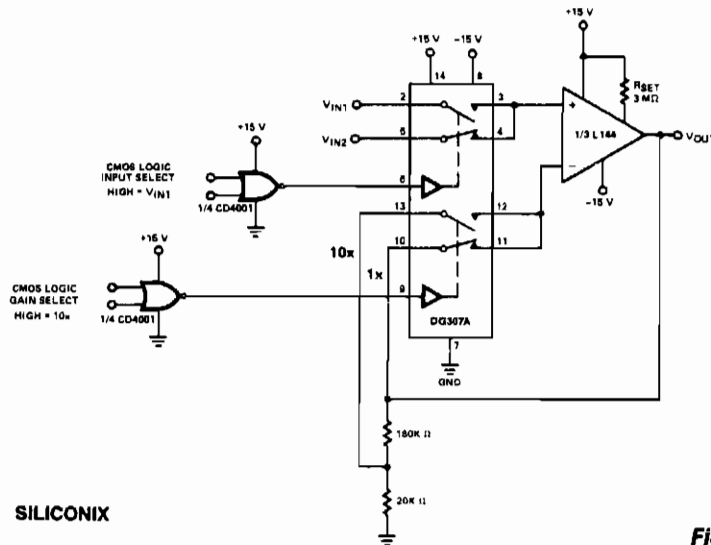 +15 V
+15 V
-15 V
14
8
RSET
3 MΩ
VIN1
2
3
+
VIN2
5
4
1/3 L144
VOUT
-
-15 V
+15 V
CMOS LOGIC
INPUT SELECT
HIGH = VIN1
1/4 CD4001
6
13
12
10
11
10x
1x
+15 V
CMOS LOGIC
GAIN SELECT
HIGH = 10x
1/4 CD4001
9
DG307A
7
GND
180K Ω
20K Ω
SILICONIX